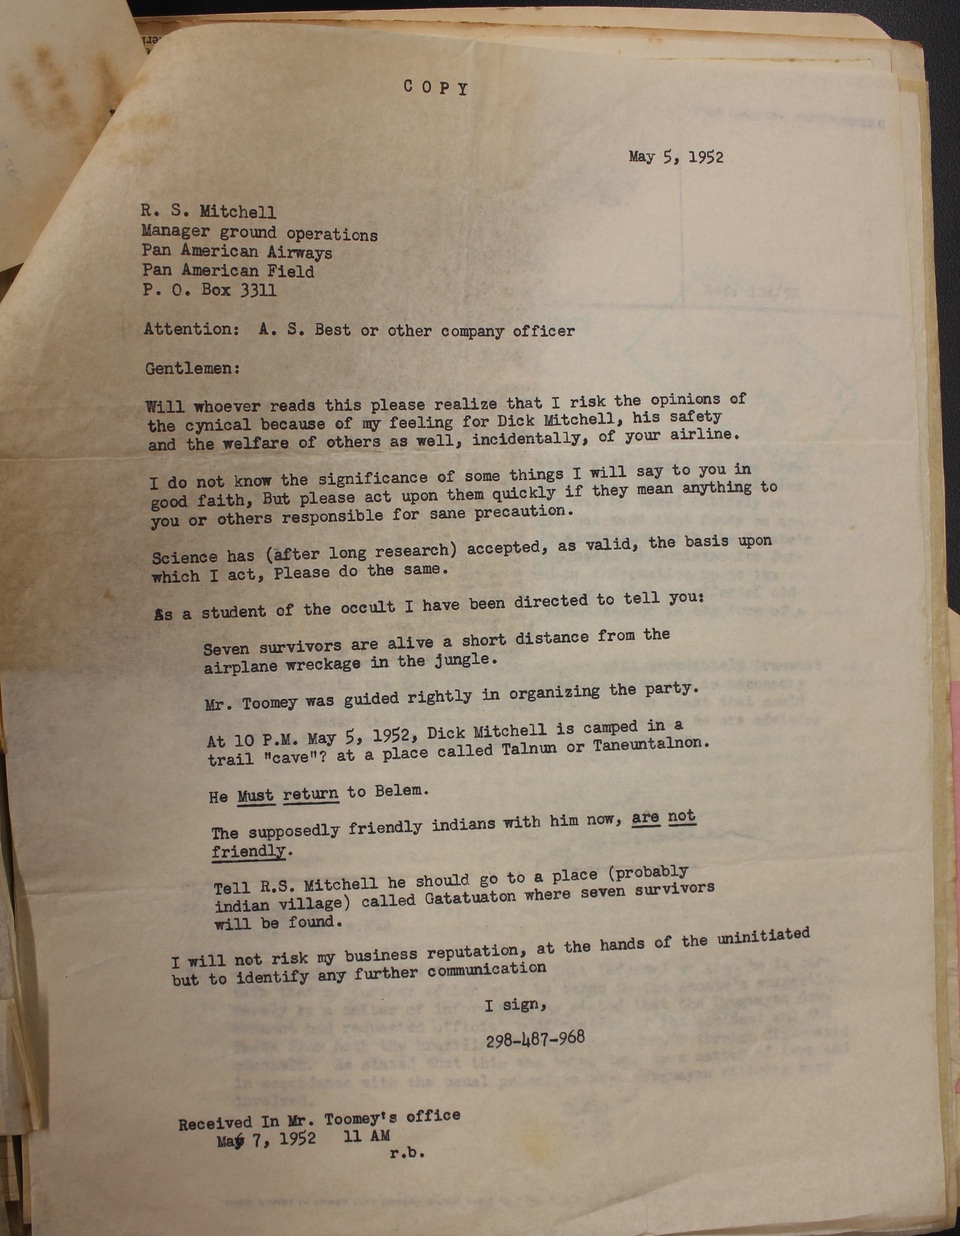 COPY
May 5, 1952
R. S. Mitchell
Manager ground operations
Pan American Airways
Pan American Field
P. O. Box 3311
Attention:  A. S. Best or other company officer
Gentlemen:
Will whoever reads this please realize that I risk the opinions of
the cynical because of my feeling for Dick Mitchell, his safety
and the welfare of others as well, incidentally, of your airline.
I do not know the significance of some things I will say to you in
good faith, But please act upon them quickly if they mean anything to
you or others responsible for sane precaution.
Science has (after long research) accepted, as valid, the basis upon
which I act, Please do the same.
As a student of the occult I have been directed to tell you:
Seven survivors are alive a short distance from the
airplane wreckage in the jungle.
Mr. Toomey was guided rightly in organizing the party.
At 10 P.M. May 5, 1952, Dick Mitchell is camped in a
trail "cave"? at a place called Talnun or Taneuntalnon.
He Must return to Belem.
The supposedly friendly indians with him now, are not
friendly.
Tell R.S. Mitchell he should go to a place (probably
indian village) called Gatatuaton where seven survivors
will be found.
I will not risk my business reputation, at the hands of the uninitiated
but to identify any further communication
I sign,
298-487-968
Received In Mr. Toomey's office
May 7, 1952   11 AM
r.b.